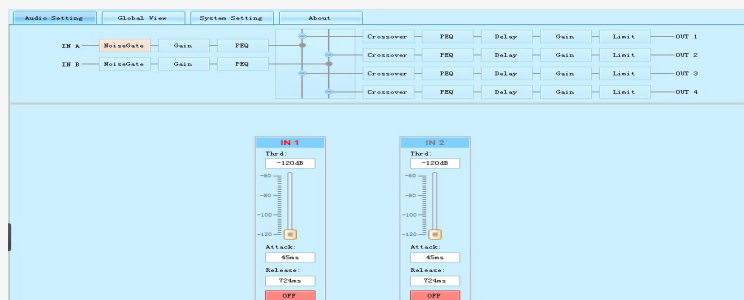 Audio Setting Global View System Setting About
Crossover PEQ Delay Gain Limit OUT 1
IN A NoiseGate Gain PEQ
Crossover PEQ Delay Gain Limit OUT 2
IN B NoiseGate Gain PEQ
Crossover PEQ Delay Gain Limit OUT 3
Crossover PEQ Delay Gain Limit OUT 4
IN 1
Thrd:
-120dB
-60
-80
-100
-120
Attack:
45ms
Release:
724ms
OFF
IN 2
Thrd:
-120dB
-60
-80
-100
-120
Attack:
45ms
Release:
724ms
OFF